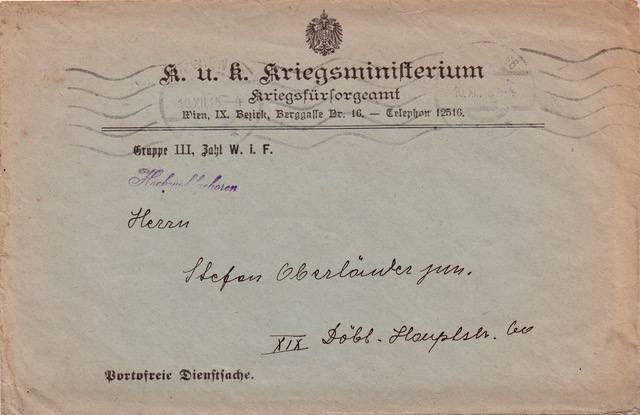 K. u. k. Kriegsministerium
Kriegsfürsorgeamt
Wien, IX. Bezirk, Berggasse Nr. 16. — Telephon 12516.
Gruppe III, Zahl W. i. F.
Hochwohlgeboren
Herrn
Stefan Oberländer jun.
XIX Döbl. Hauptstr. 60
Portofreie Dienstsache.